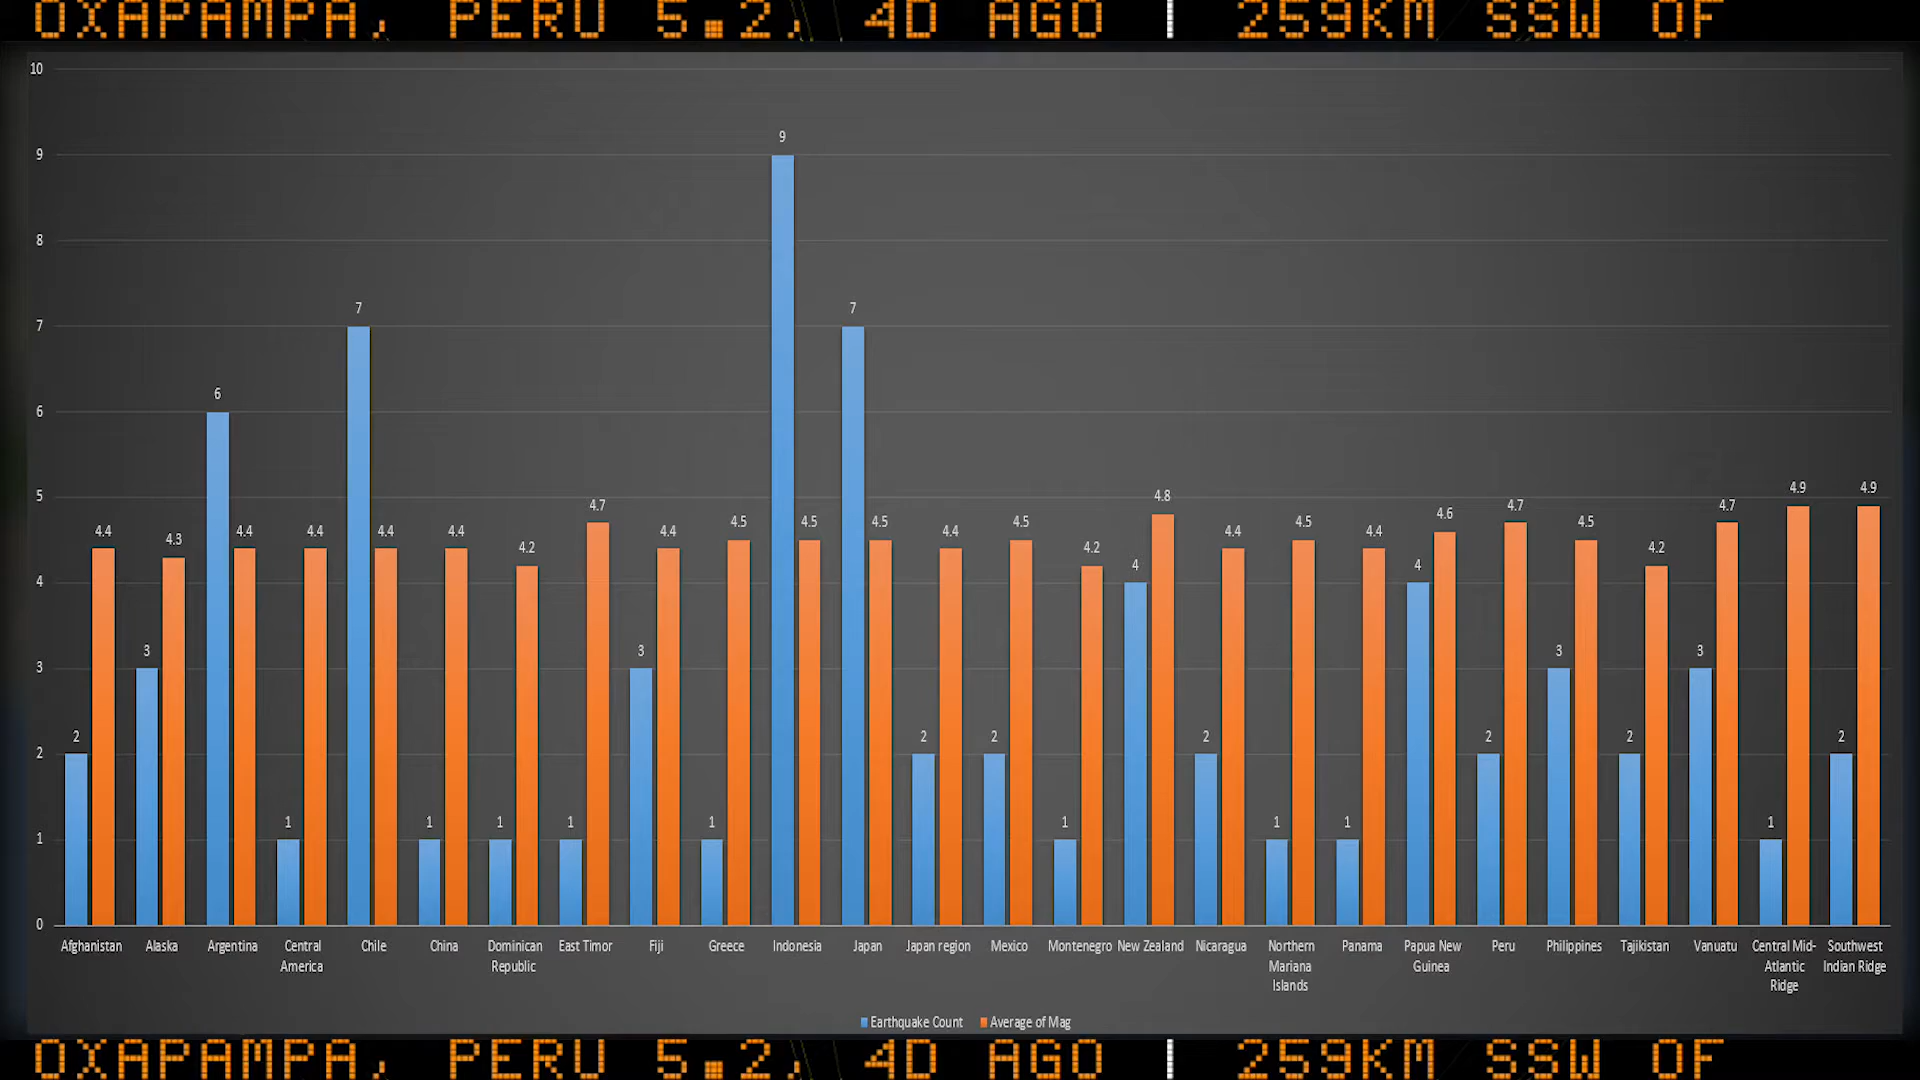 OXAPAMPA, PERU 5.2, 4D AGO | 259KM SSW OF
10
9
8
7
6
5
4
3
2
1
0
2 4.4 3 4.3 6 4.4 1 4.4 7 4.4 1 4.4 1 4.2 1 4.7 3 4.4 1 4.5 9 4.5 7 4.5 2 4.4 2 4.5 1 4.2 4 4.8 2 4.4 1 4.5 1 4.4 4 4.6 2 4.7 3 4.5 2 4.2 3 4.7 1 4.9 2 4.9
Afghanistan
Alaska
Argentina
Central
America
Chile
China
Dominican
Republic
East Timor
Fiji
Greece
Indonesia
Japan
Japan region
Mexico
Montenegro
New Zealand
Nicaragua
Northern
Mariana
Islands
Panama
Papua New
Guinea
Peru
Philippines
Tajikistan
Vanuatu
Central Mid-
Atlantic
Ridge
Southwest
Indian Ridge
Earthquake Count
Average of Mag
OXAPAMPA, PERU 5.2, 4D AGO | 259KM SSW OF